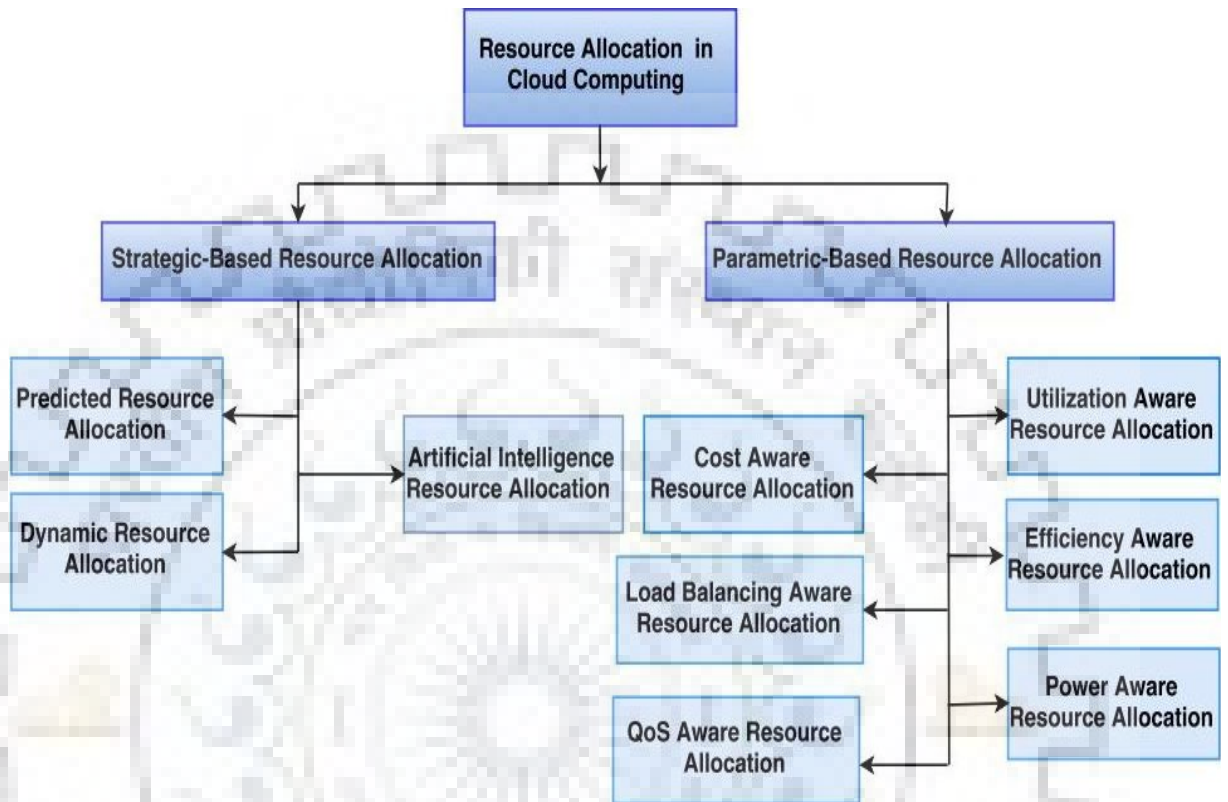 Resource Allocation in
Cloud Computing
Strategic-Based Resource Allocation
Parametric-Based Resource Allocation
Predicted Resource
Allocation
Dynamic Resource
Allocation
Artificial Intelligence
Resource Allocation
Cost Aware
Resource Allocation
Load Balancing Aware
Resource Allocation
QoS Aware Resource
Allocation
Utilization Aware
Resource Allocation
Efficiency Aware
Resource Allocation
Power Aware
Resource Allocation